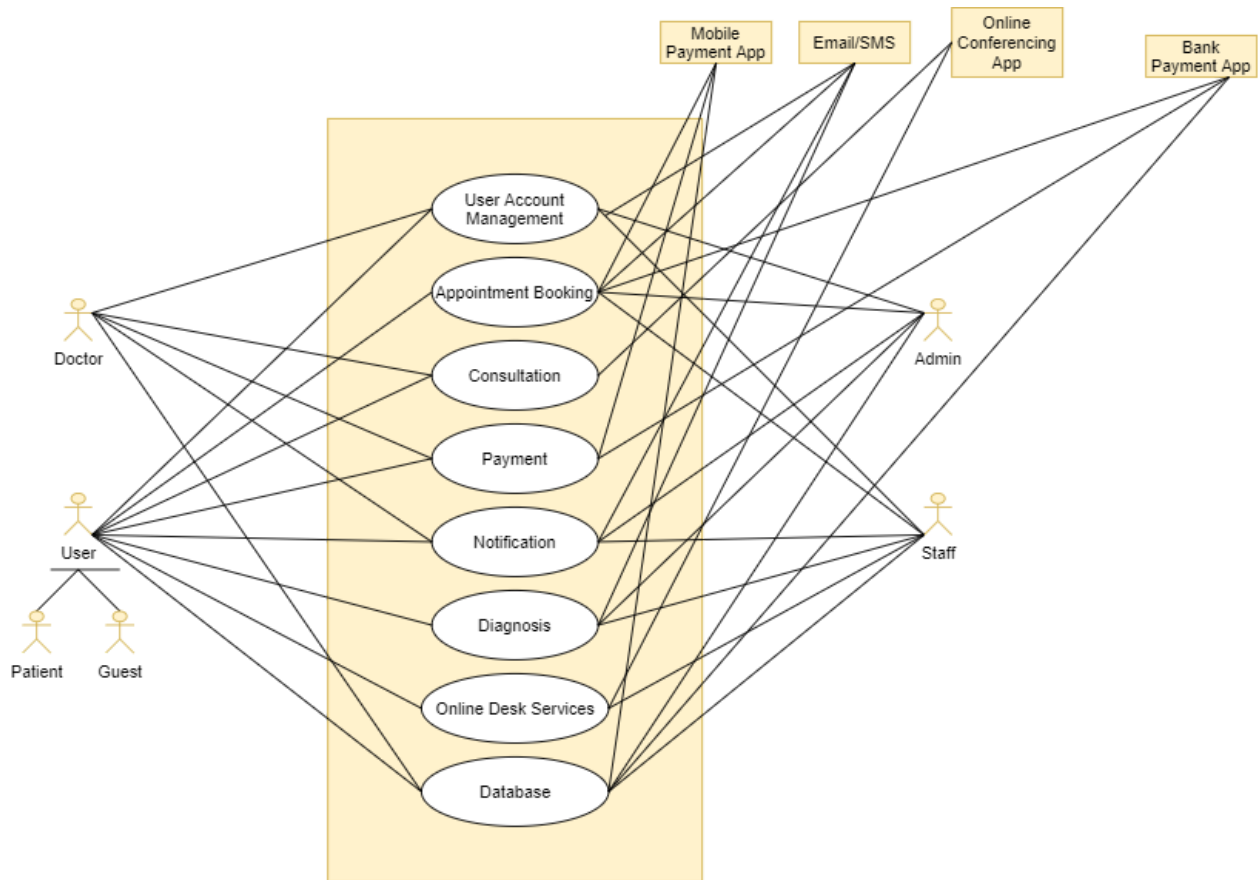 Mobile
Payment App
Email/SMS
Online
Conferencing
App
Bank
Payment App
User Account
Management
Appointment Booking
Doctor
Admin
Consultation
Payment
Notification
User
Staff
Diagnosis
Patient
Guest
Online Desk Services
Database